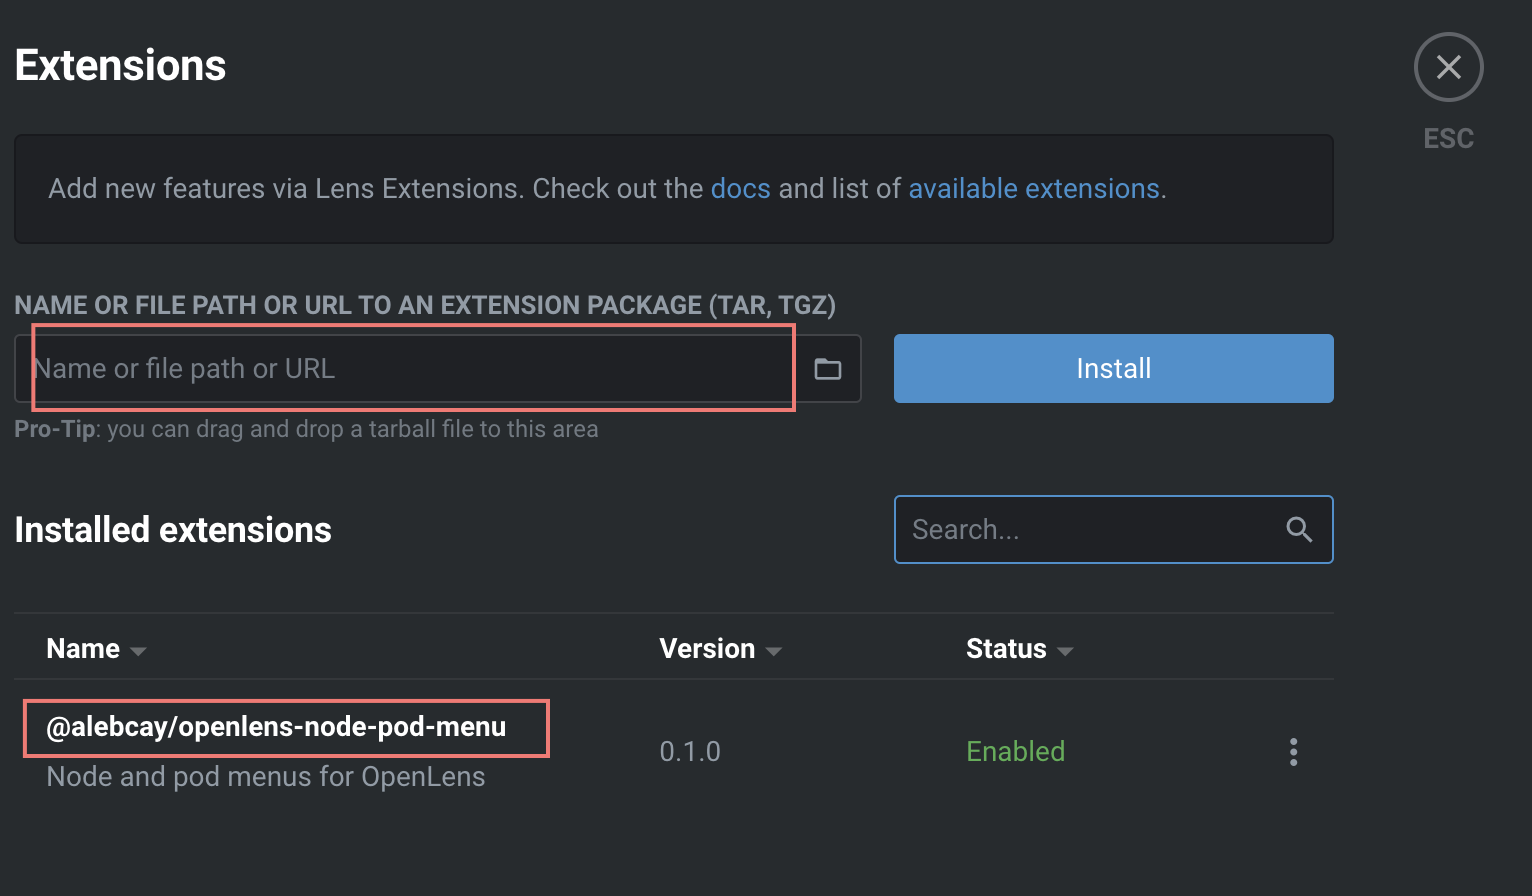 Extensions
ESC
Add new features via Lens Extensions. Check out the docs and list of available extensions.
NAME OR FILE PATH OR URL TO AN EXTENSION PACKAGE (TAR, TGZ)
Name or file path or URL
Install
Pro-Tip: you can drag and drop a tarball file to this area
Installed extensions
Search...
Name Version Status
@alebcay/openlens-node-pod-menu
0.1.0 Enabled
Node and pod menus for OpenLens